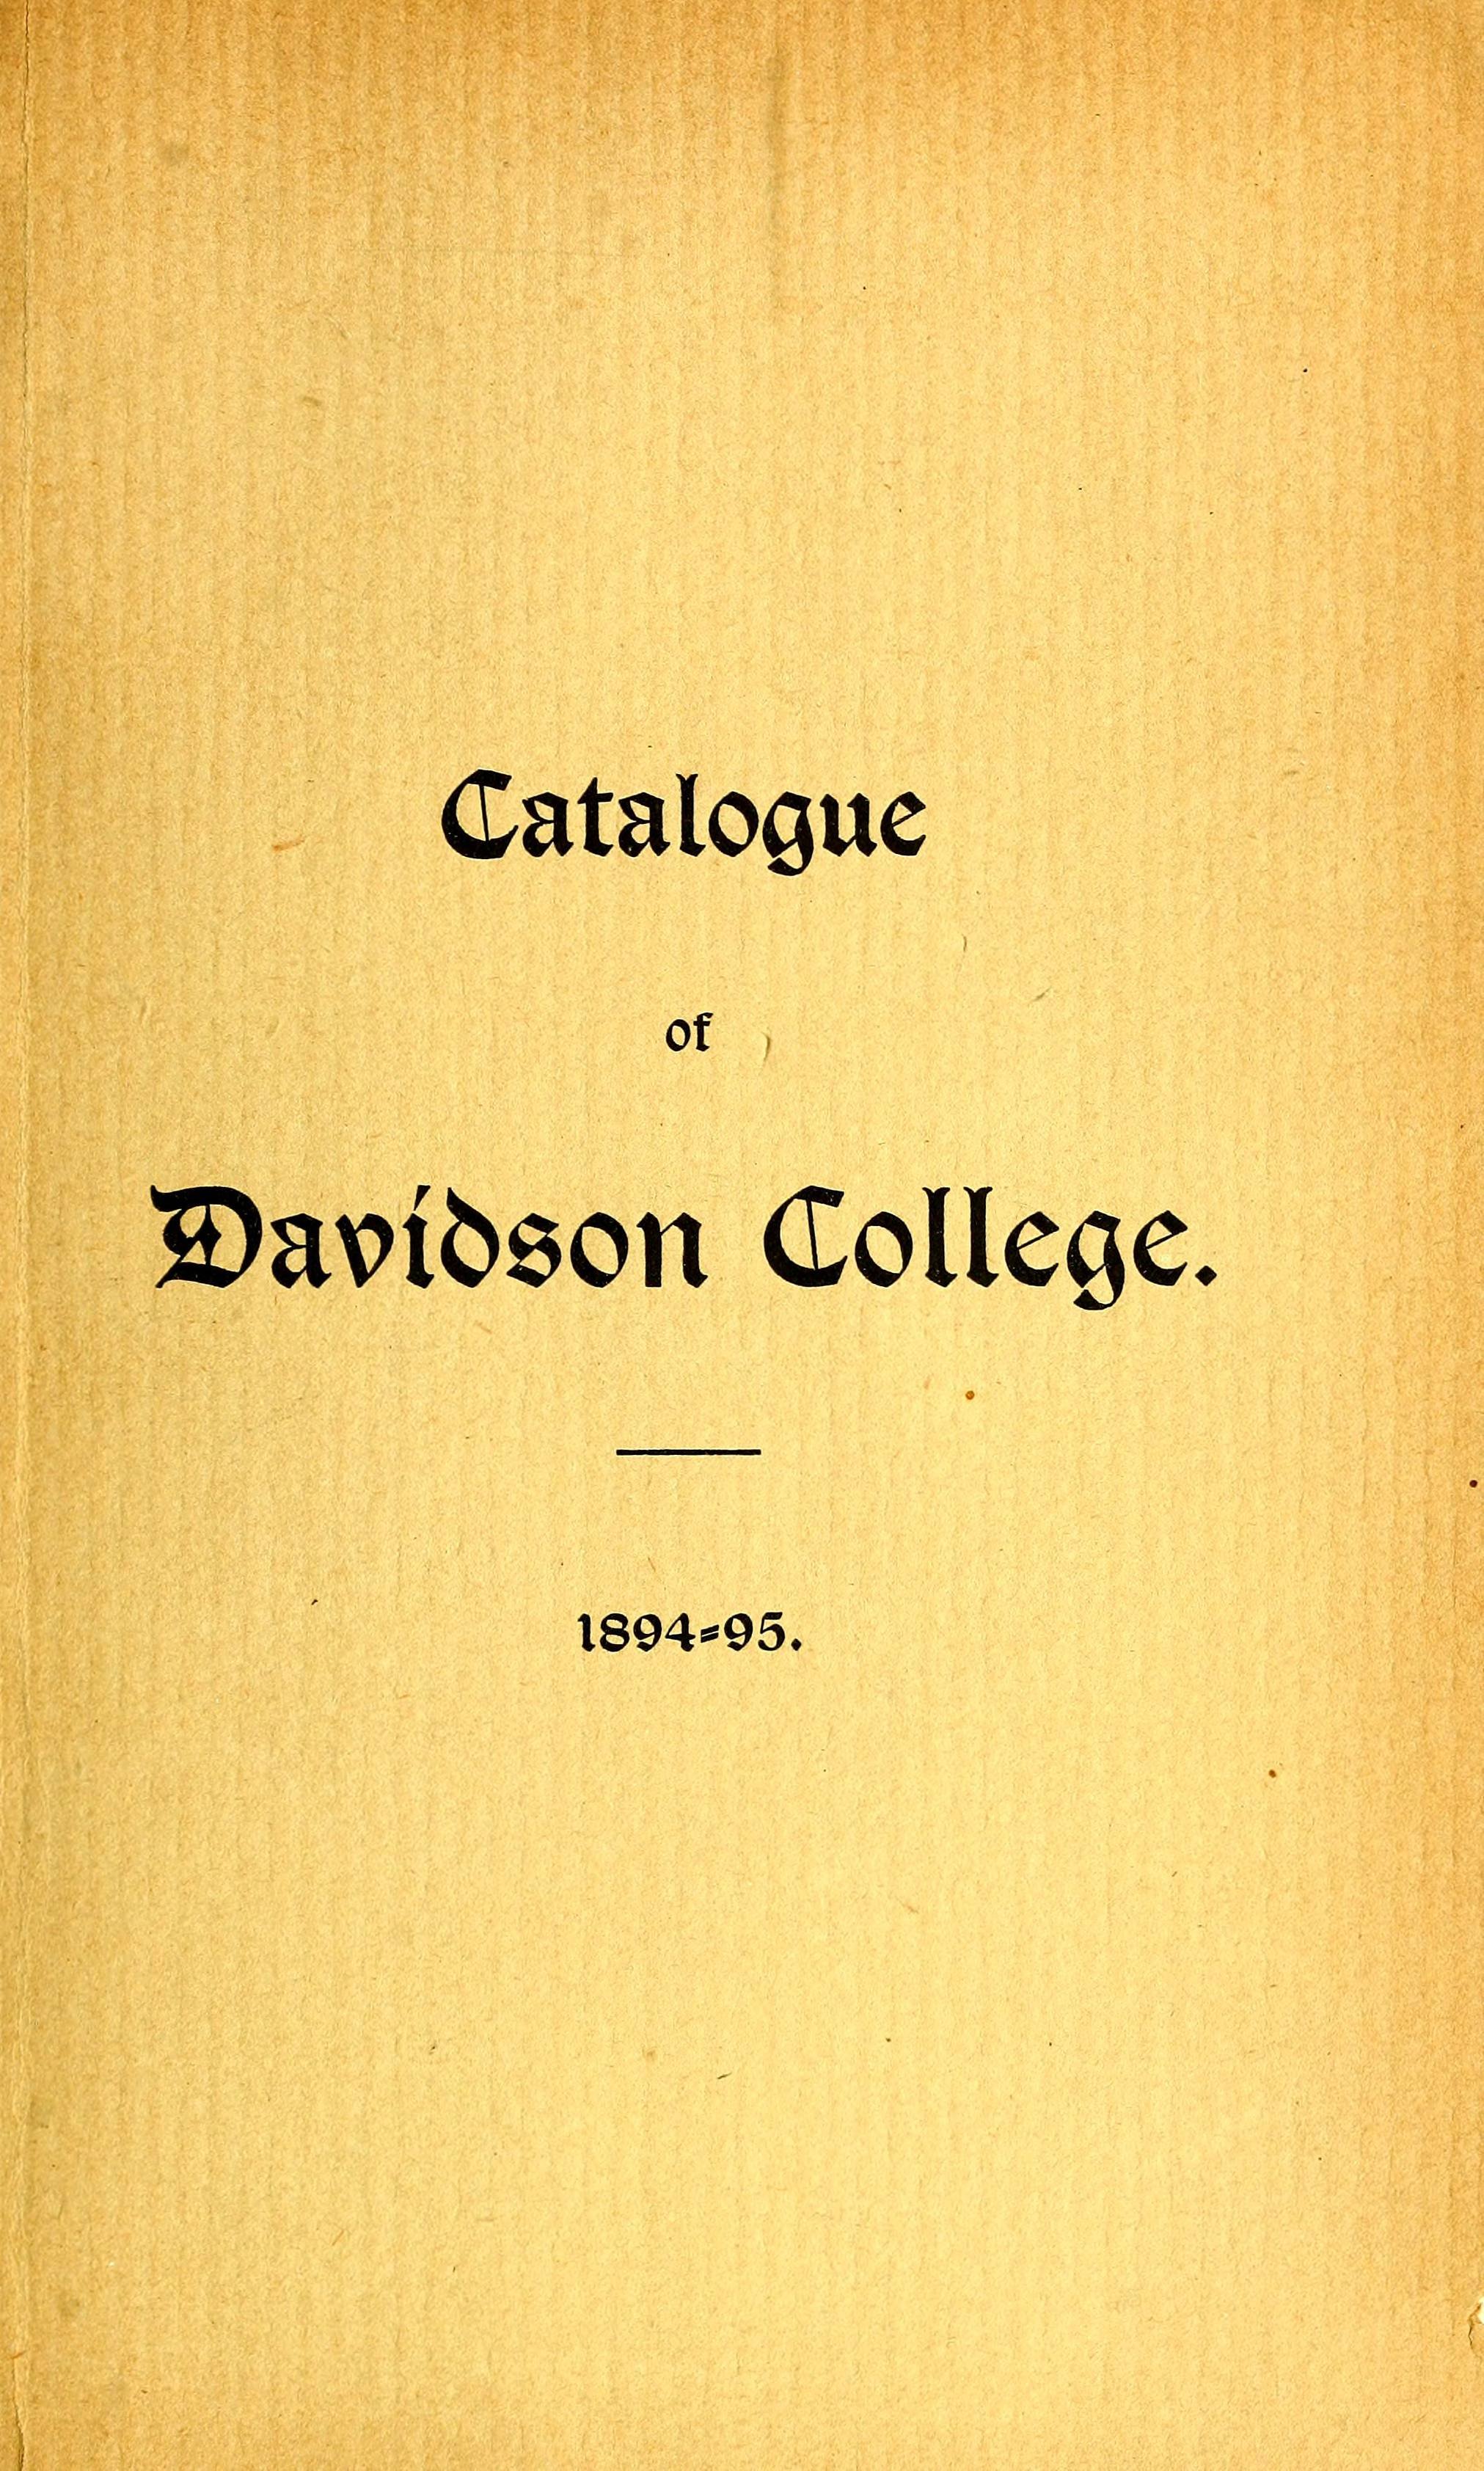 Catalogue
of
Davidson College.
1894=95.